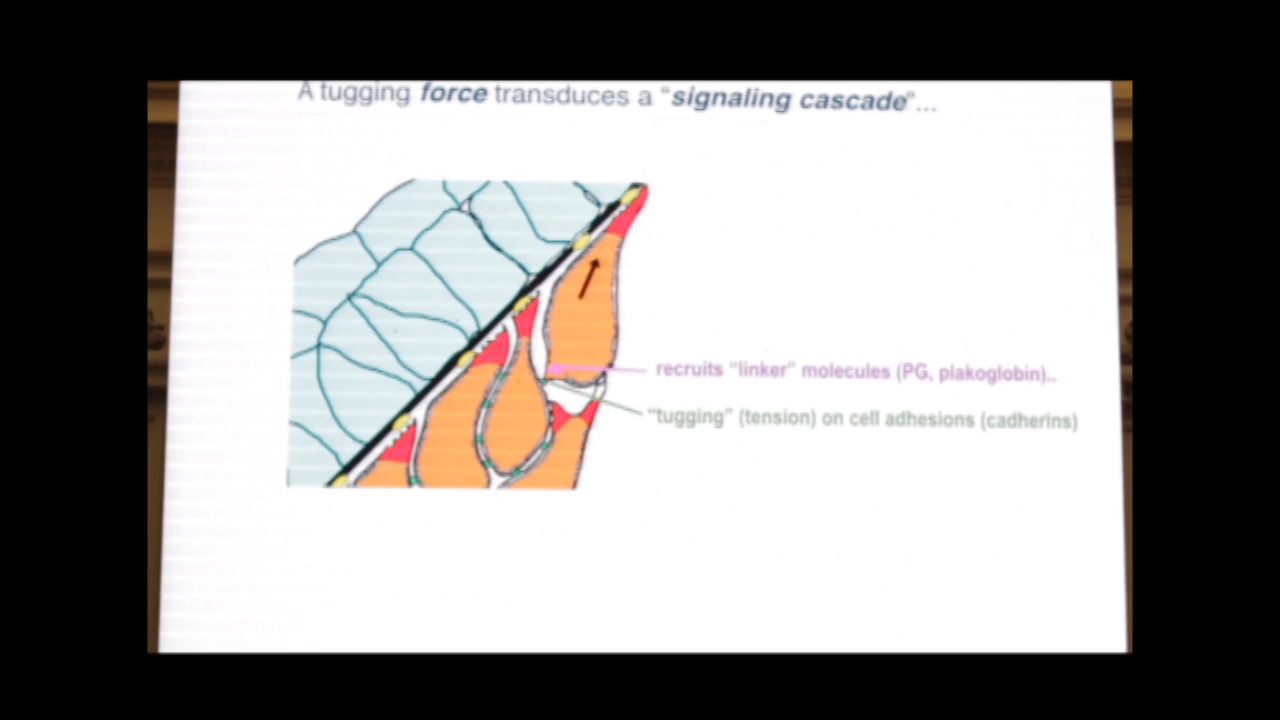 A tugging force transduces a “signaling cascade”...
recruits “linker” molecules (PG, plakoglobin)..
“tugging” (tension) on cell adhesions (cadherins)